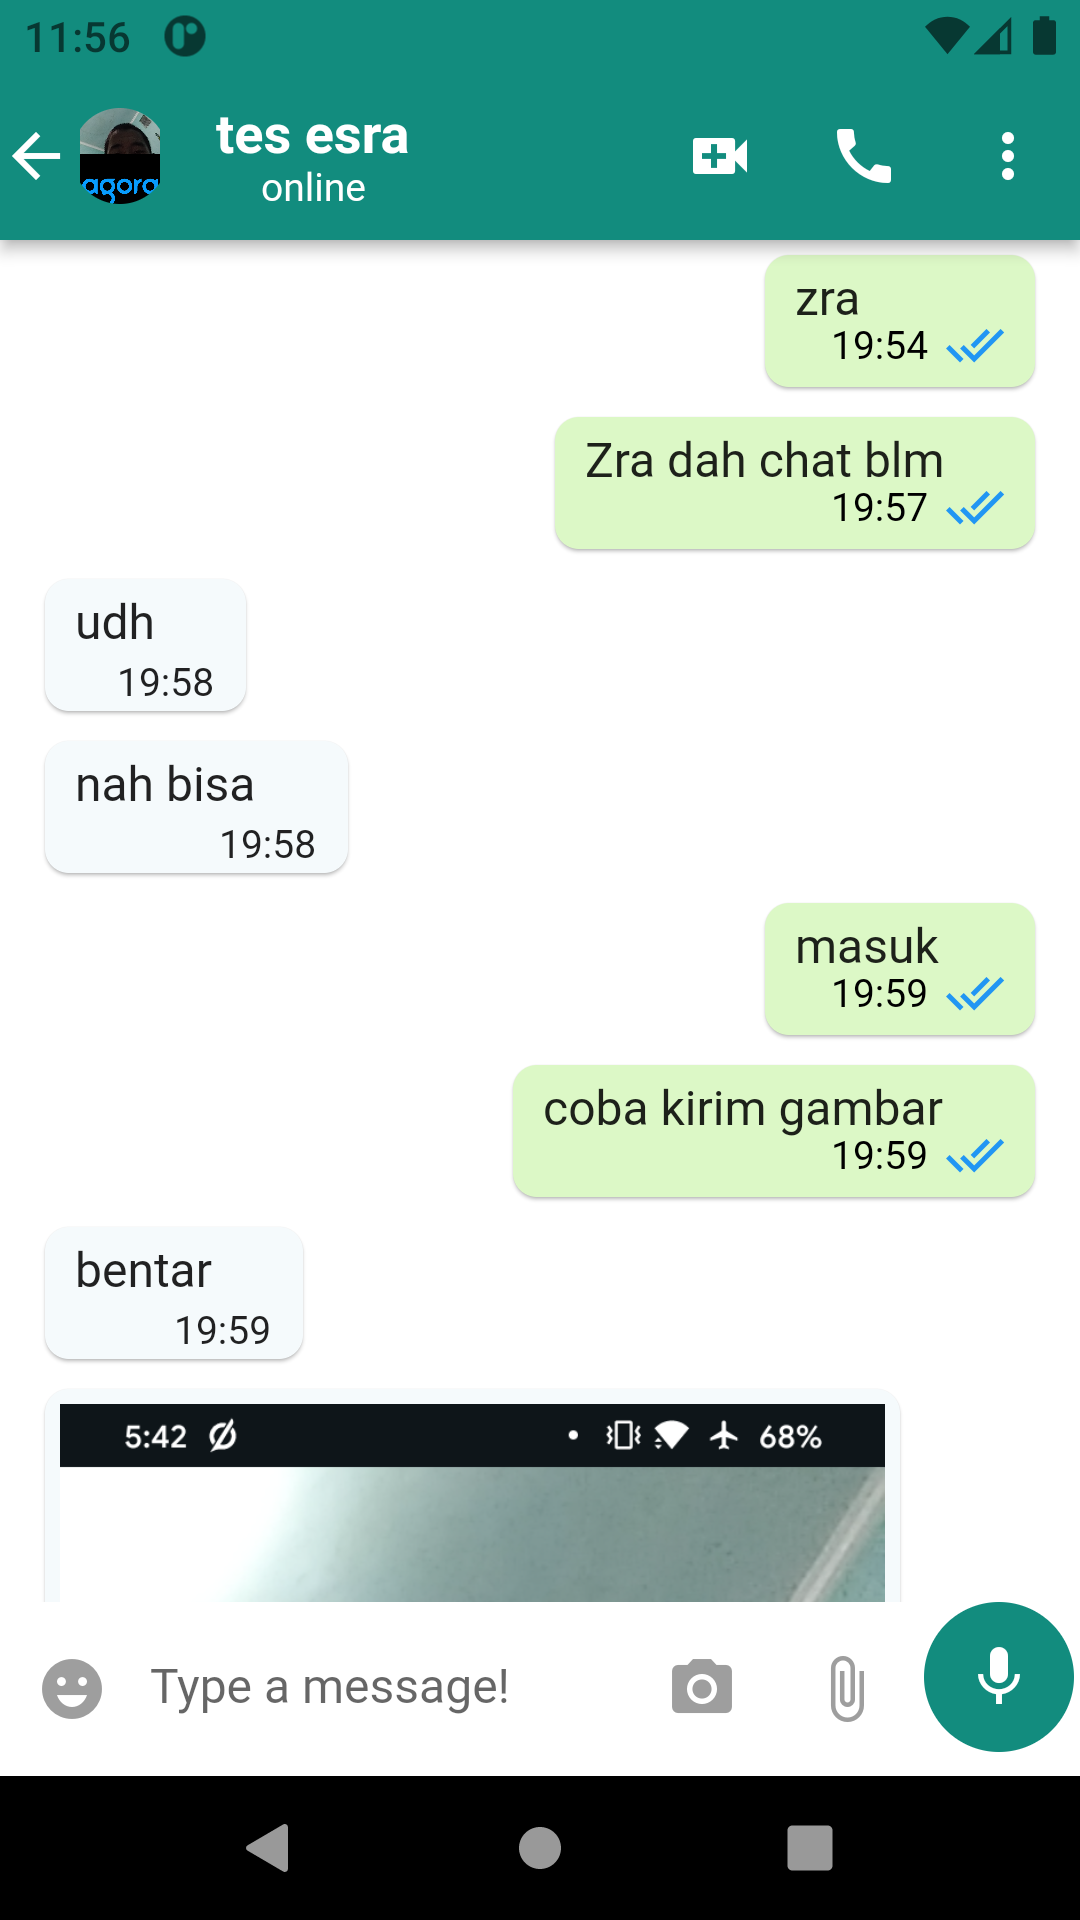 11:56
agora
tes esra
online
zra
19:54
Zra dah chat blm
19:57
udh
19:58
nah bisa
19:58
masuk
19:59
coba kirim gambar
19:59
bentar
19:59
5:42
68%
Type a message!